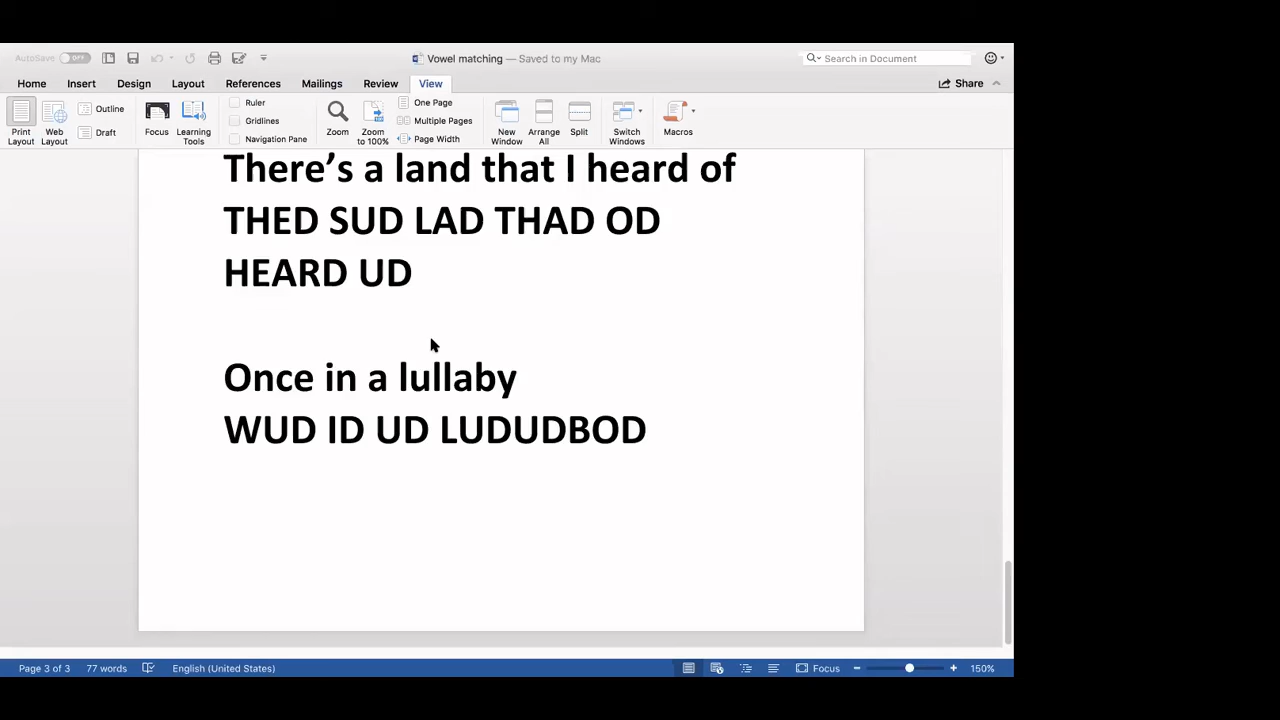 AutoSave OFF Vowel matching — Saved to my Mac Search in Document
Home Insert Design Layout References Mailings Review View Share
Print Layout Web Layout Outline Draft Focus Learning Tools Ruler Gridlines Navigation Pane Zoom Zoom to 100% One Page Multiple Pages Page Width New Window Arrange All Split Switch Windows Macros
There’s a land that I heard of
THED SUD LAD THAD OD
HEARD UD
Once in a lullaby
WUD ID UD LUDUDBOD
Page 3 of 3 77 words English (United States) Focus 150%